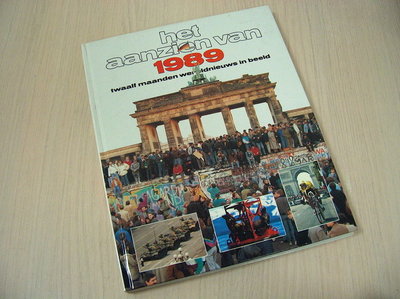 het
aanzien van
1989
twaalf maanden wereldnieuws in beeld